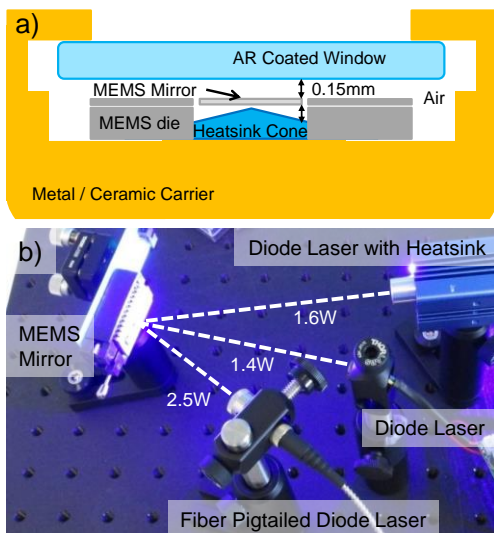 a)
AR Coated Window
MEMS Mirror
0.15mm
Air
MEMS die
Heatsink Cone
Metal / Ceramic Carrier
b)
Diode Laser with Heatsink
MEMS
Mirror
1.6W
1.4W
2.5W
Diode Laser
Fiber Pigtailed Diode Laser